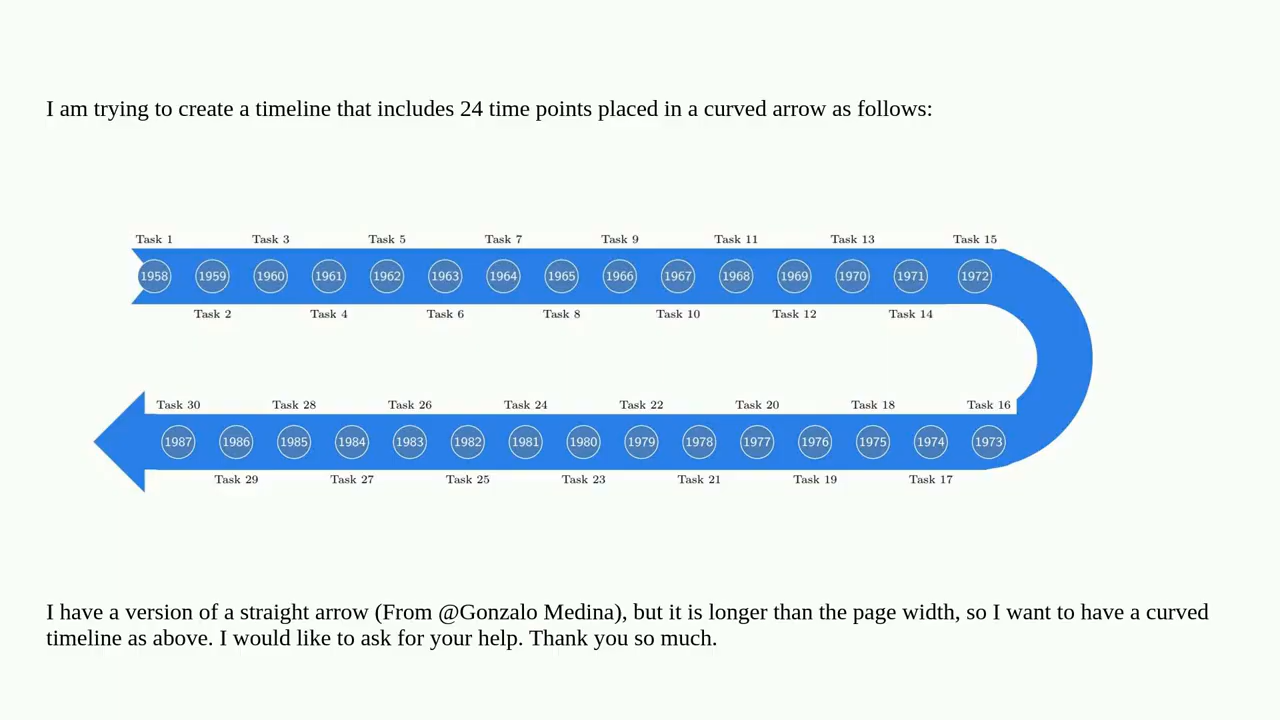 I am trying to create a timeline that includes 24 time points placed in a curved arrow as follows:
Task 1 Task 3 Task 5 Task 7 Task 9 Task 11 Task 13 Task 15
1958 1959 1960 1961 1962 1963 1964 1965 1966 1967 1968 1969 1970 1971 1972
Task 2 Task 4 Task 6 Task 8 Task 10 Task 12 Task 14
Task 30 Task 28 Task 26 Task 24 Task 22 Task 20 Task 18 Task 16
1987 1986 1985 1984 1983 1982 1981 1980 1979 1978 1977 1976 1975 1974 1973
Task 29 Task 27 Task 25 Task 23 Task 21 Task 19 Task 17
I have a version of a straight arrow (From @Gonzalo Medina), but it is longer than the page width, so I want to have a curved
timeline as above. I would like to ask for your help. Thank you so much.